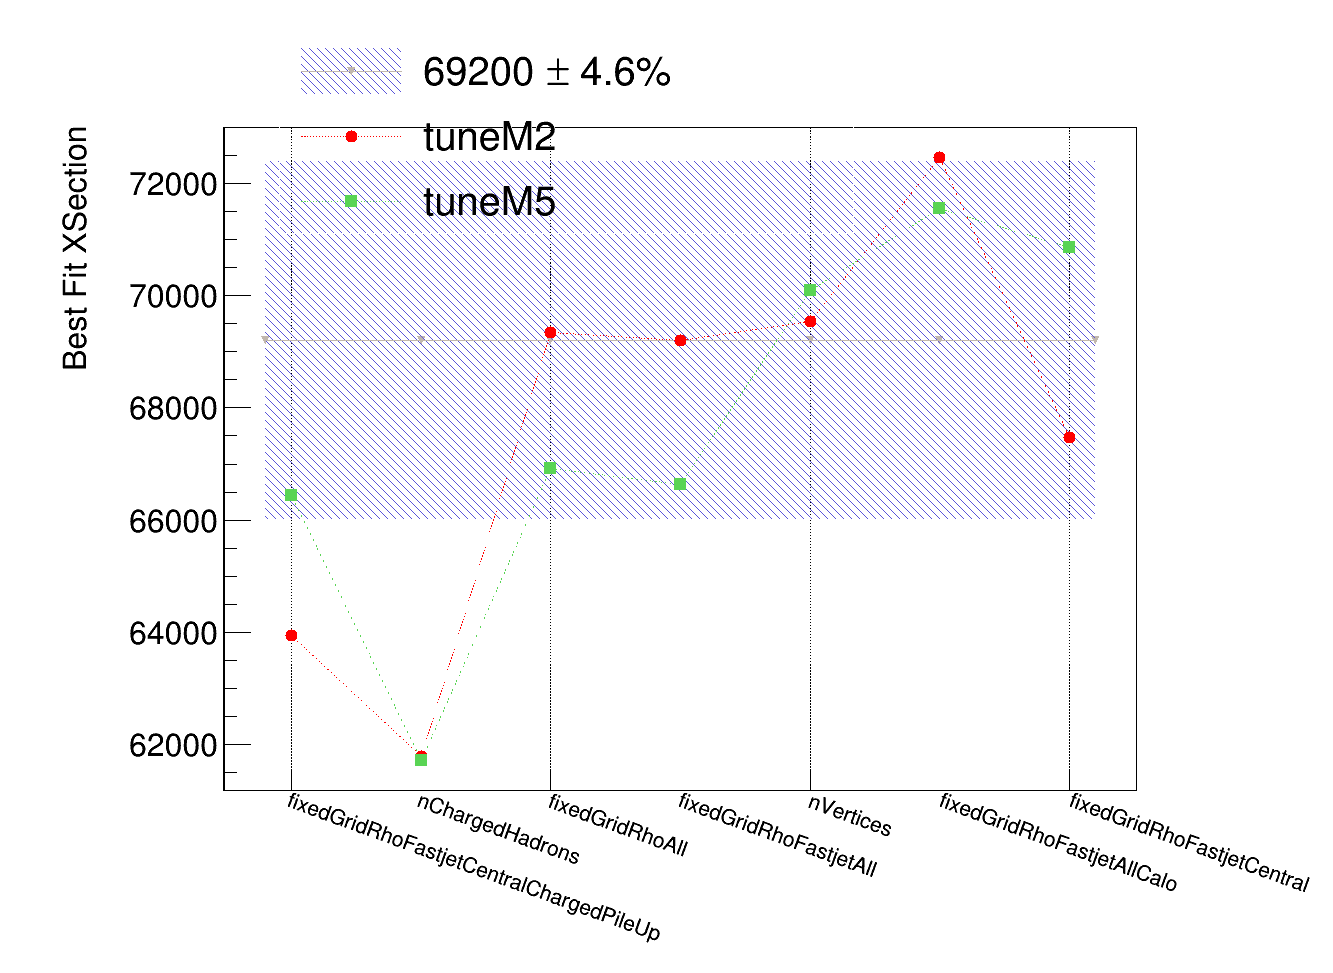 69200 ± 4.6%
tuneM2
tuneM5
Best Fit XSection
72000
70000
68000
66000
64000
62000
fixedGridRhoFastjetCentralChargedPileUp
nChargedHadrons
fixedGridRhoAll
fixedGridRhoFastjetAll
nVertices
fixedGridRhoFastjetAllCalo
fixedGridRhoFastjetCentral